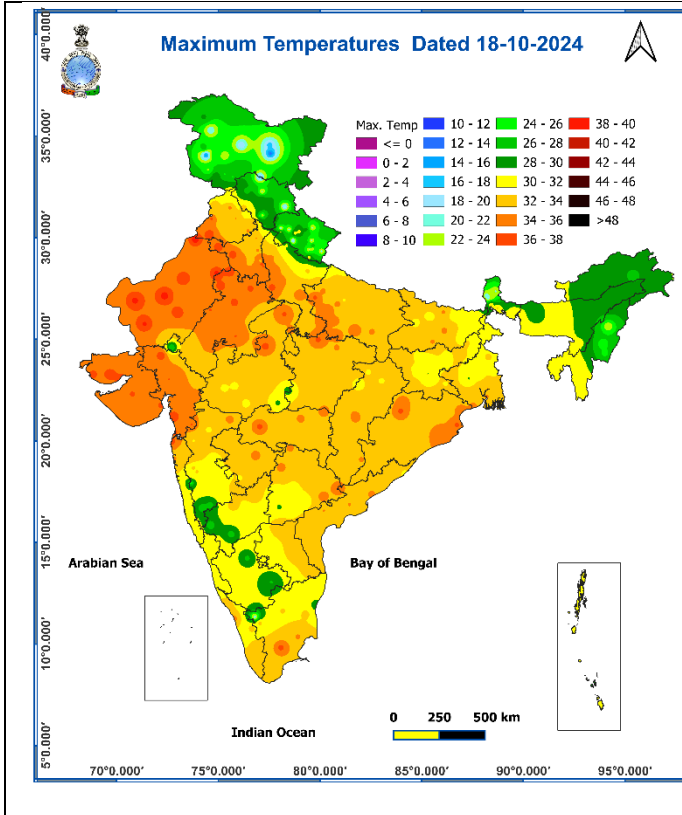 Maximum Temperatures Dated 18-10-2024
40°0.000'
35°0.000'
30°0.000'
25°0.000'
20°0.000'
15°0.000'
10°0.000'
5°0.000'
Max. Temp
<= 0
0 - 2
2 - 4
4 - 6
6 - 8
8 - 10
10 - 12
12 - 14
14 - 16
16 - 18
18 - 20
20 - 22
22 - 24
24 - 26
26 - 28
28 - 30
30 - 32
32 - 34
34 - 36
36 - 38
38 - 40
40 - 42
42 - 44
44 - 46
46 - 48
>48
Arabian Sea
Bay of Bengal
Indian Ocean
0 250 500 km
70°0.000' 75°0.000' 80°0.000' 85°0.000' 90°0.000' 95°0.000'